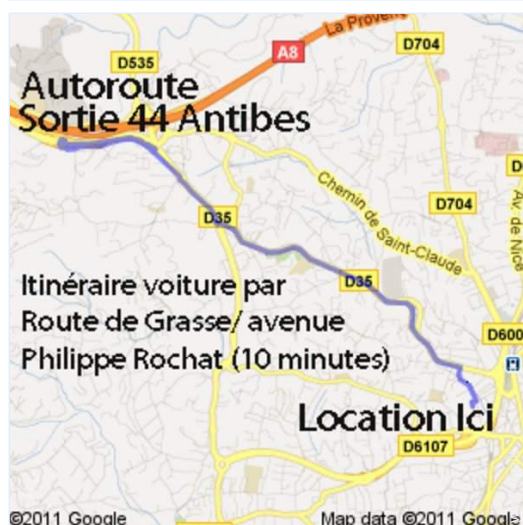 La Proven
A8
D704
D535
Autoroute
Sortie 44 Antibes
Chemin de Saint-Claude
D704
D35
Av. de Nice
D35
Itinéraire voiture par
Route de Grasse/ avenue
Philippe Rochat (10 minutes)
D600
Location Ici
D6107
©2011 Google
Map data ©2011 Google